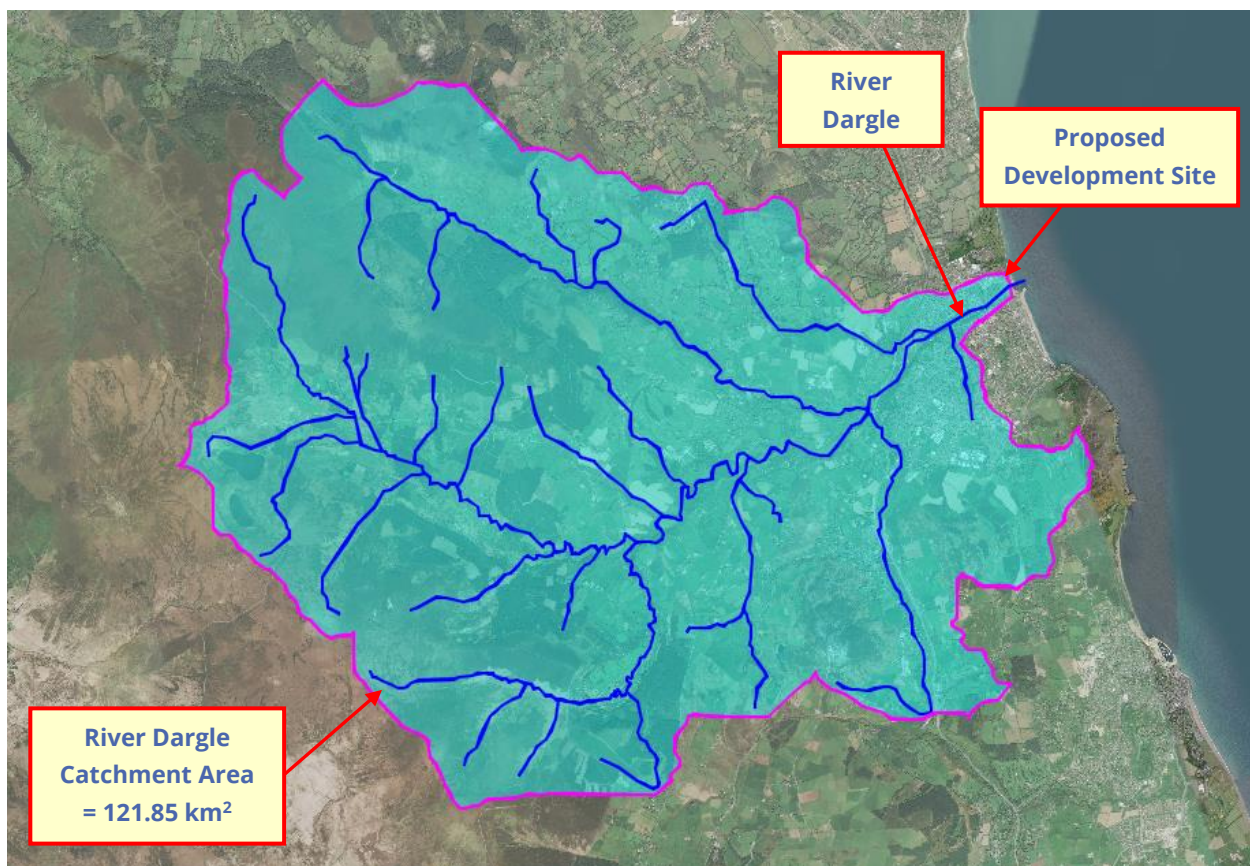 River
Dargle
Proposed
Development Site
River Dargle
Catchment Area
= 121.85 km²